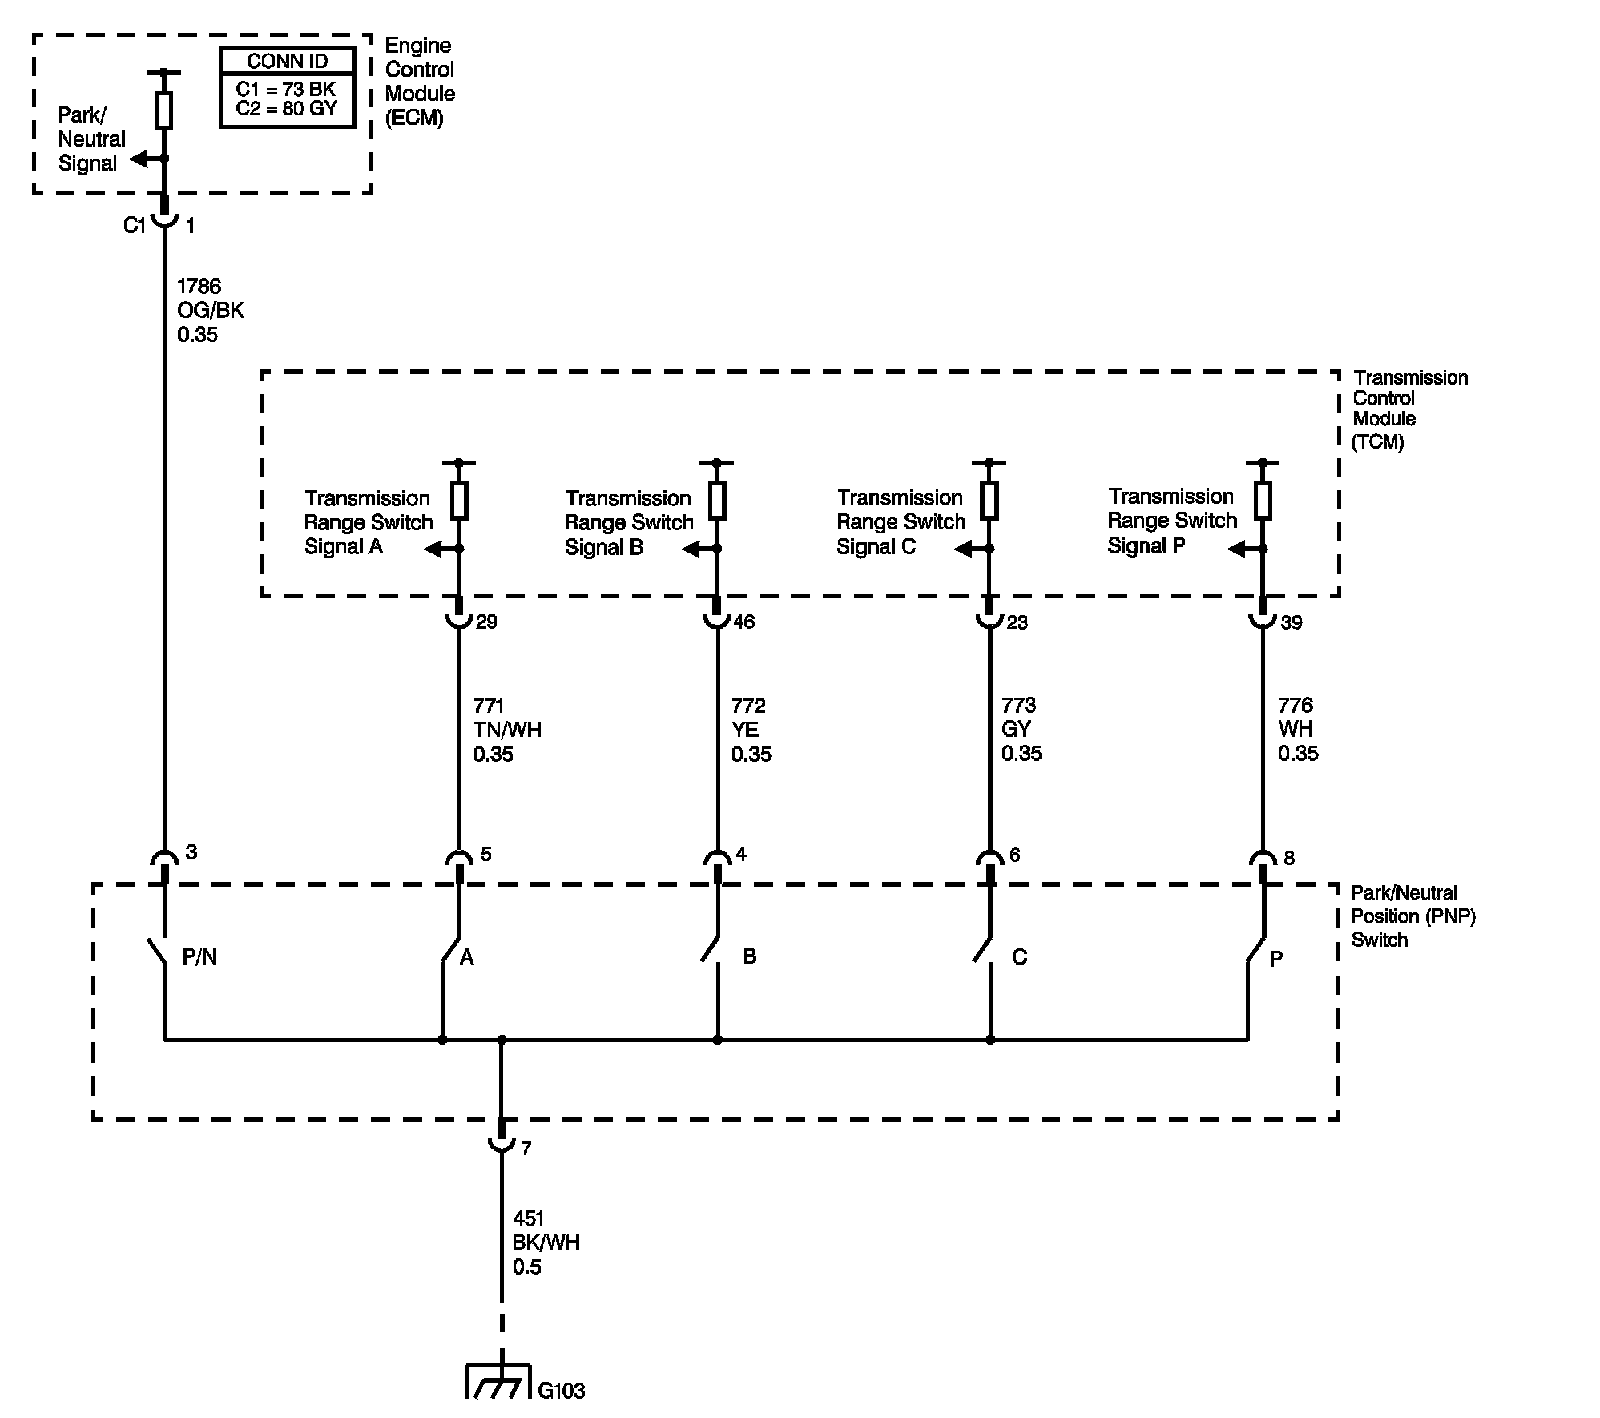 Engine
Control
Module
(ECM)
CONN ID
C1 = 73 BK
C2 = 80 GY
Park/
Neutral
Signal
C1
1
1786
OG/BK
0.35
Transmission
Control
Module
(TCM)
Transmission
Range Switch
Signal A
Transmission
Range Switch
Signal B
Transmission
Range Switch
Signal C
Transmission
Range Switch
Signal P
29
46
23
39
771
TN/WH
0.35
772
YE
0.35
773
GY
0.35
776
WH
0.35
3
5
4
6
8
Park/Neutral
Position (PNP)
Switch
P/N
A
B
C
P
7
451
BK/WH
0.5
G103